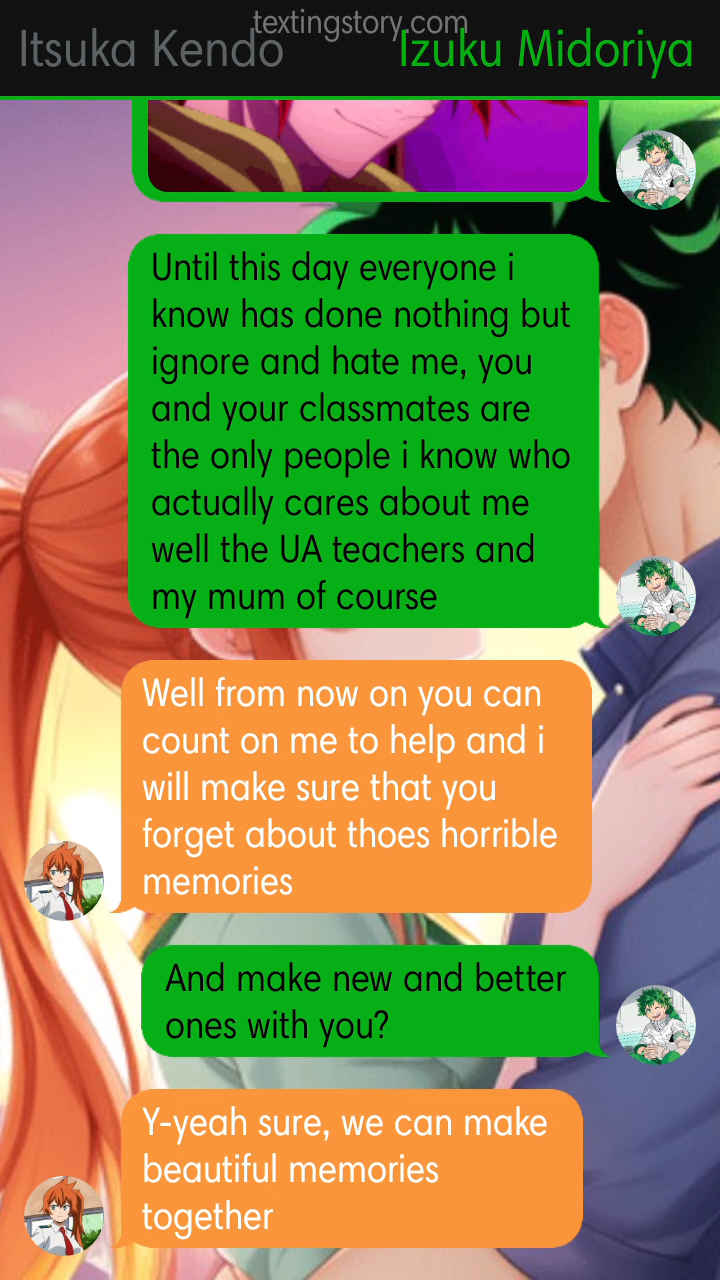 textingstory.com
Itsuka Kendo
Izuku Midoriya
Until this day everyone i
know has done nothing but
ignore and hate me, you
and your classmates are
the only people i know who
actually cares about me
well the UA teachers and
my mum of course
Well from now on you can
count on me to help and i
will make sure that you
forget about thoes horrible
memories
And make new and better
ones with you?
Y-yeah sure, we can make
beautiful memories
together